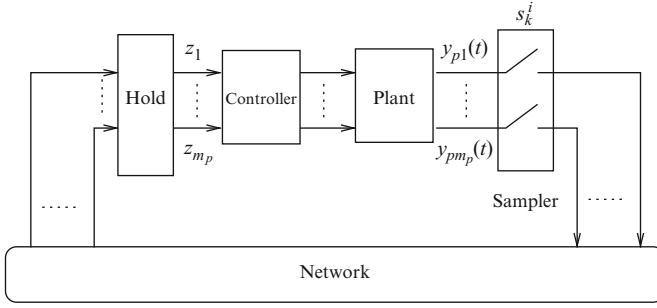 s_k^i
z_1
y_{p1}(t)
Hold
Controller
Plant
z_{m_p}
y_{pm_p}(t)
Sampler
Network